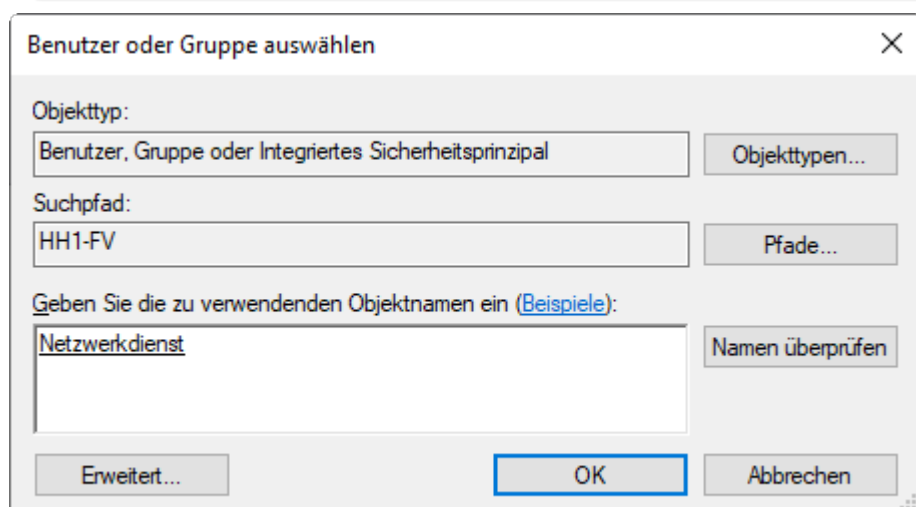 Benutzer oder Gruppe auswählen
Objekttyp:
Benutzer, Gruppe oder Integriertes Sicherheitsprinzipal
Objekttypen...
Suchpfad:
HH1-FV
Pfade...
Geben Sie die zu verwendenden Objektnamen ein (Beispiele):
Netzwerkdienst
Namen überprüfen
Erweitert...
OK
Abbrechen